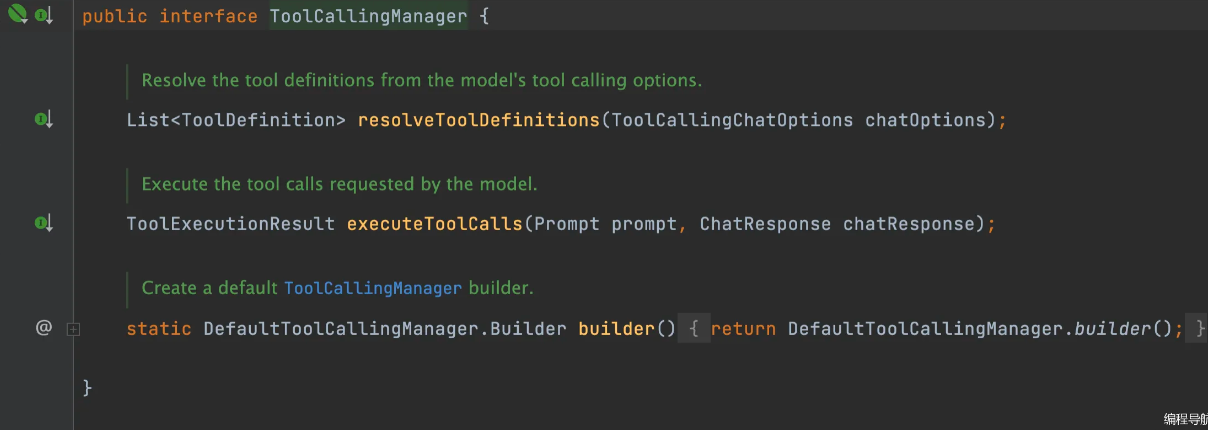 public interface ToolCallingManager {
Resolve the tool definitions from the model's tool calling options.
List<ToolDefinition> resolveToolDefinitions(ToolCallingChatOptions chatOptions);
Execute the tool calls requested by the model.
ToolExecutionResult executeToolCalls(Prompt prompt, ChatResponse chatResponse);
Create a default ToolCallingManager builder.
@ static DefaultToolCallingManager.Builder builder() { return DefaultToolCallingManager.builder(); }
}
编程导航